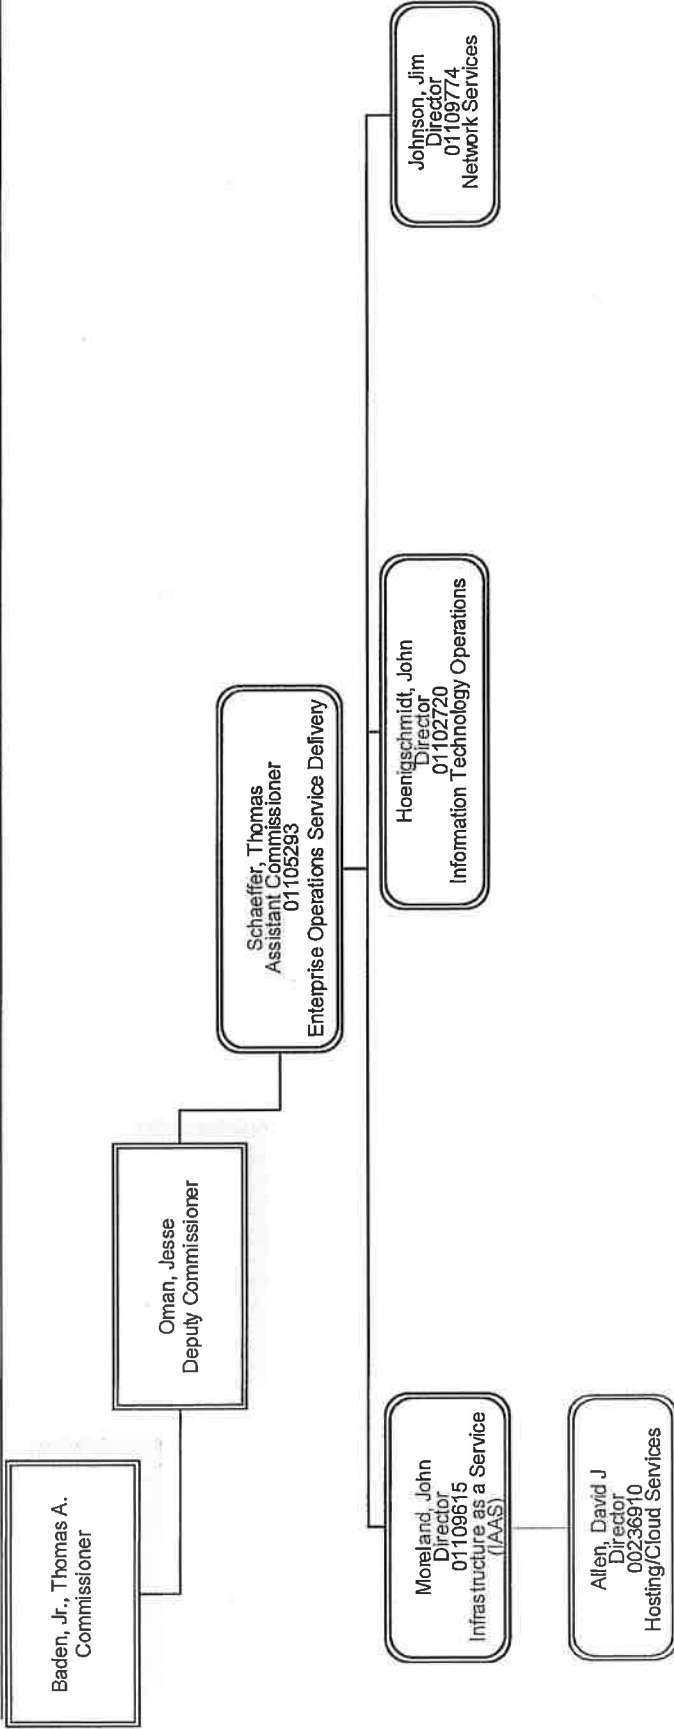 Baden, Jr., Thomas A.
Commissioner
Oman, Jesse
Deputy Commissioner
Schaeffer, Thomas
Assistant Commissioner
01105293
Enterprise Operations Service Delivery
Moreland, John
Director
01109615
Infrastructure as a Service
(IAAS)
Hoenigschmidt, John
Director
01102720
Information Technology Operations
Johnson, Jim
Director
01109774
Network Services
Allen, David J
Director
00236910
Hosting/Cloud Services